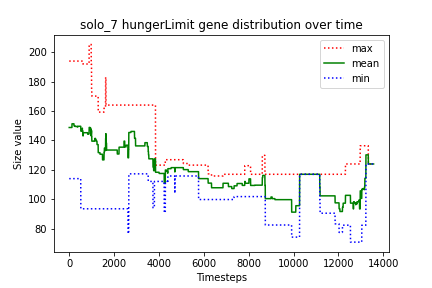 solo_7 hungerLimit gene distribution over time
max
mean
min
Size value
200
180
160
140
120
100
80
0
2000
4000
6000
8000
10000
12000
14000
Timesteps